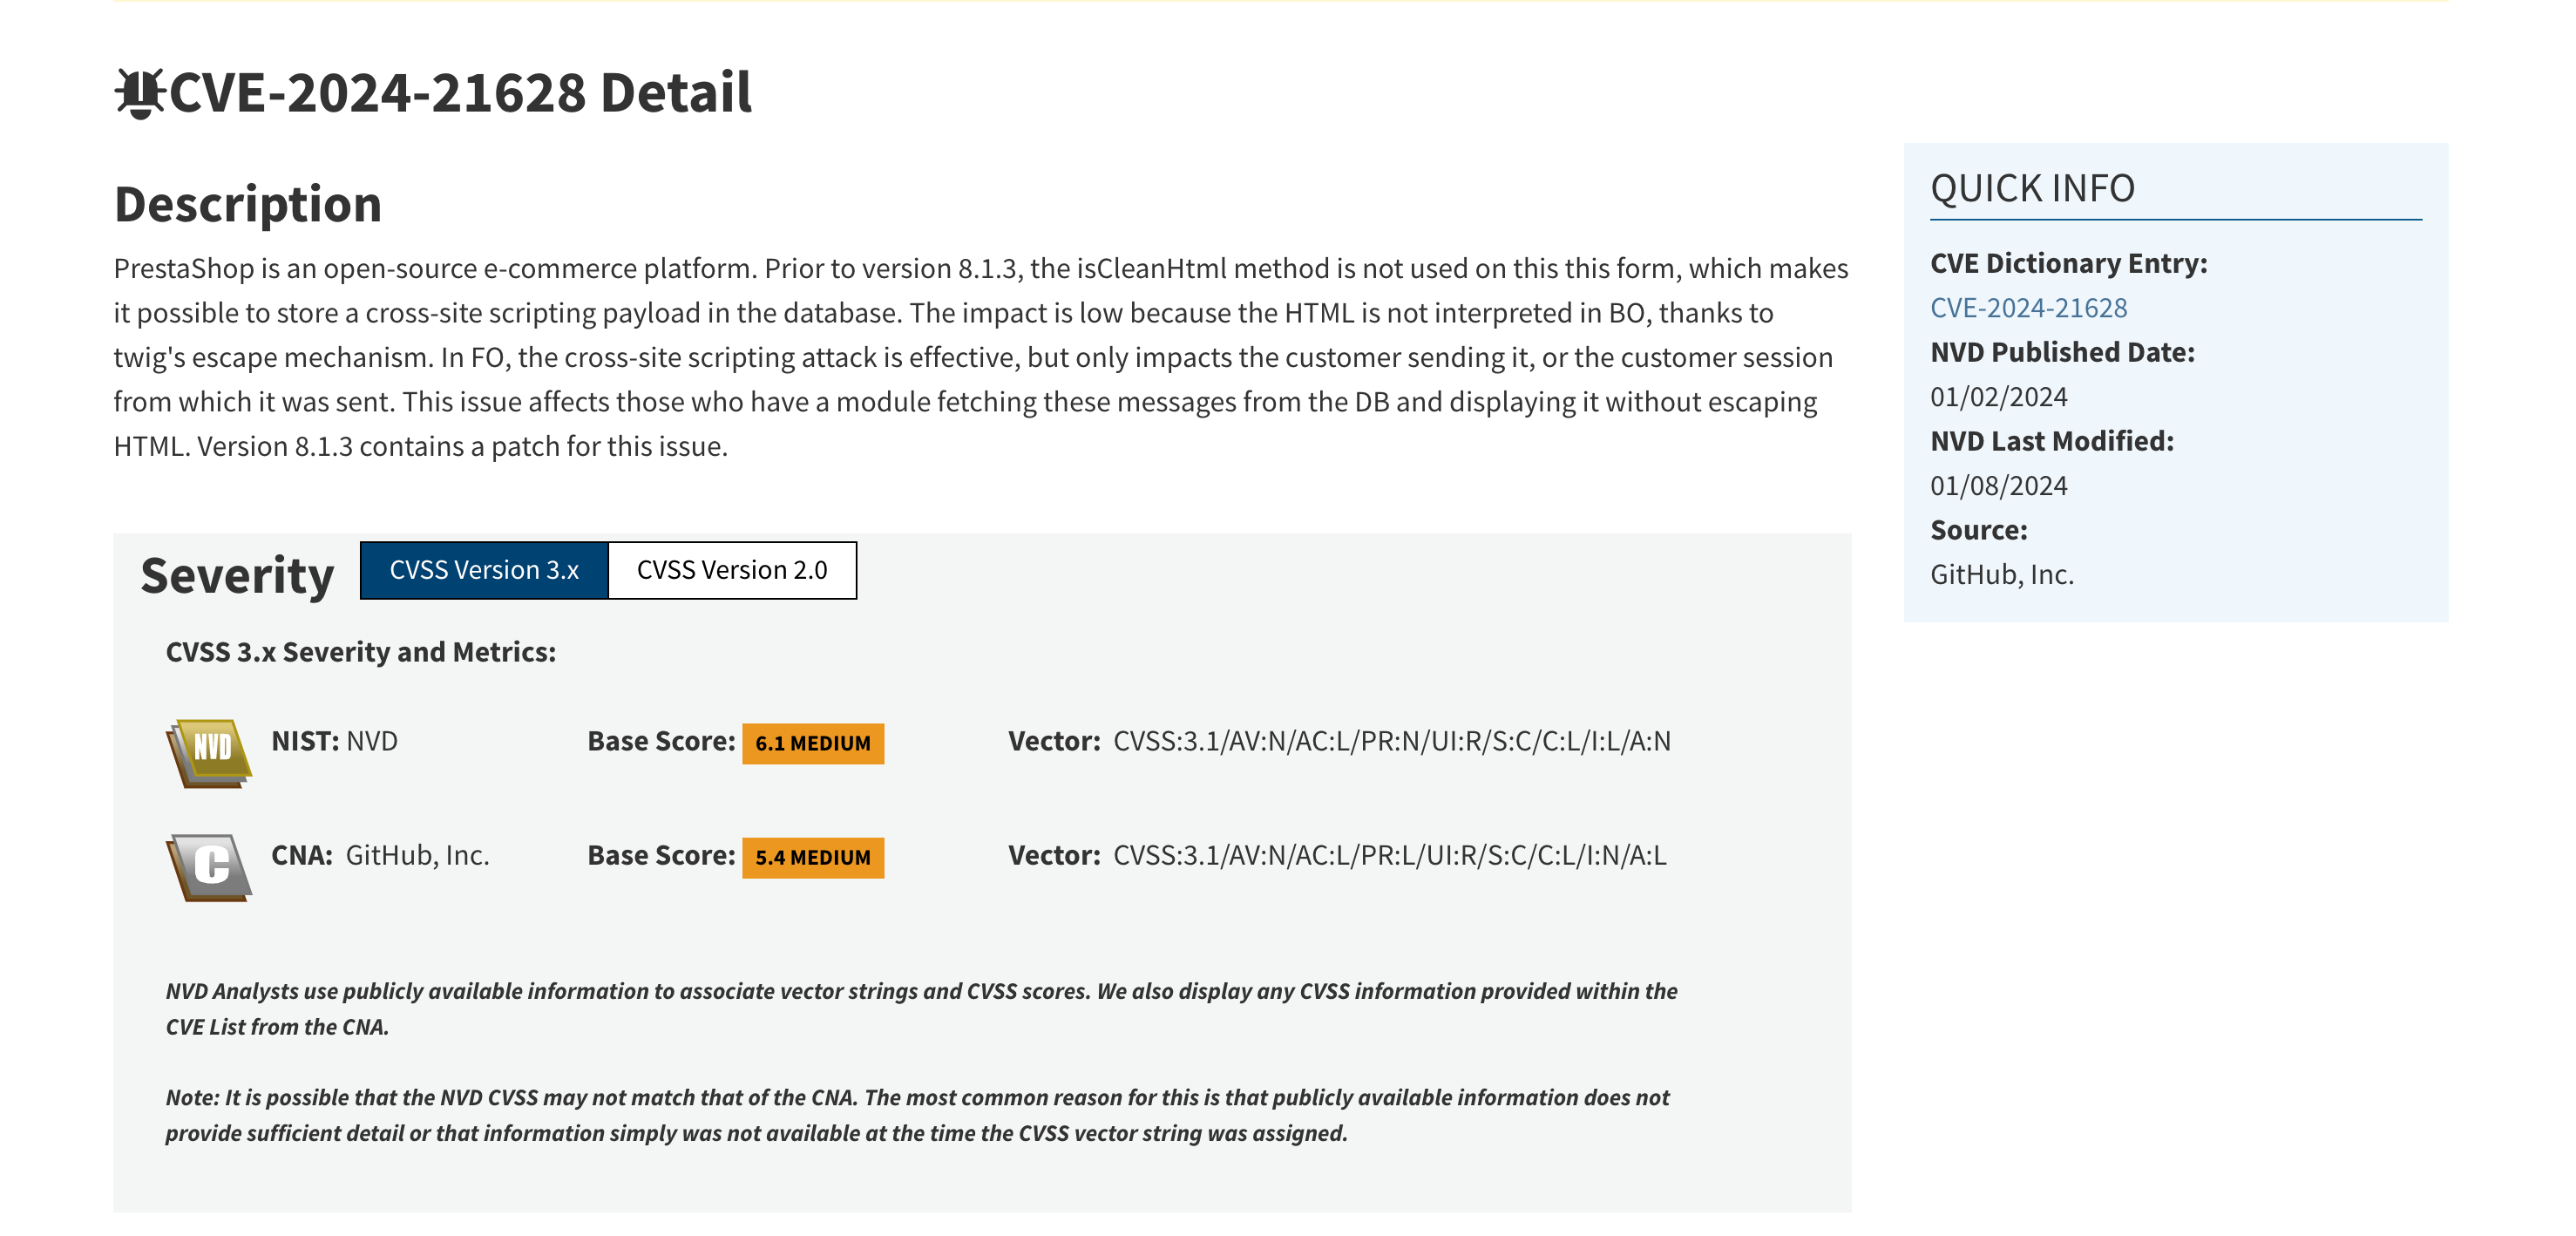 CVE-2024-21628 Detail
Description
PrestaShop is an open-source e-commerce platform. Prior to version 8.1.3, the isCleanHtml method is not used on this this form, which makes
it possible to store a cross-site scripting payload in the database. The impact is low because the HTML is not interpreted in BO, thanks to
twig's escape mechanism. In FO, the cross-site scripting attack is effective, but only impacts the customer sending it, or the customer session
from which it was sent. This issue affects those who have a module fetching these messages from the DB and displaying it without escaping
HTML. Version 8.1.3 contains a patch for this issue.
QUICK INFO
CVE Dictionary Entry:
CVE-2024-21628
NVD Published Date:
01/02/2024
NVD Last Modified:
01/08/2024
Source:
GitHub, Inc.
Severity CVSS Version 3.x CVSS Version 2.0
CVSS 3.x Severity and Metrics:
NVD NIST: NVD Base Score: 6.1 MEDIUM Vector: CVSS:3.1/AV:N/AC:L/PR:N/UI:R/S:C/C:L/I:L/A:N
C CNA: GitHub, Inc. Base Score: 5.4 MEDIUM Vector: CVSS:3.1/AV:N/AC:L/PR:L/UI:R/S:C/C:L/I:N/A:L
NVD Analysts use publicly available information to associate vector strings and CVSS scores. We also display any CVSS information provided within the
CVE List from the CNA.
Note: It is possible that the NVD CVSS may not match that of the CNA. The most common reason for this is that publicly available information does not
provide sufficient detail or that information simply was not available at the time the CVSS vector string was assigned.